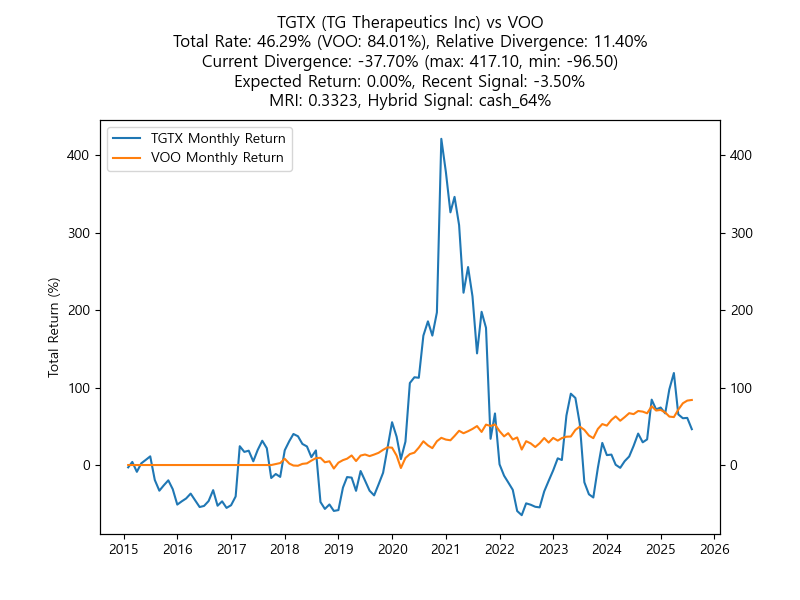 TGTX (TG Therapeutics Inc) vs VOO
Total Rate: 46.29% (VOO: 84.01%), Relative Divergence: 11.40%
Current Divergence: -37.70% (max: 417.10, min: -96.50)
Expected Return: 0.00%, Recent Signal: -3.50%
MRI: 0.3323, Hybrid Signal: cash_64%
TGTX Monthly Return
VOO Monthly Return
Total Return (%)
400
300
200
100
0
400
300
200
100
0
2015 2016 2017 2018 2019 2020 2021 2022 2023 2024 2025 2026